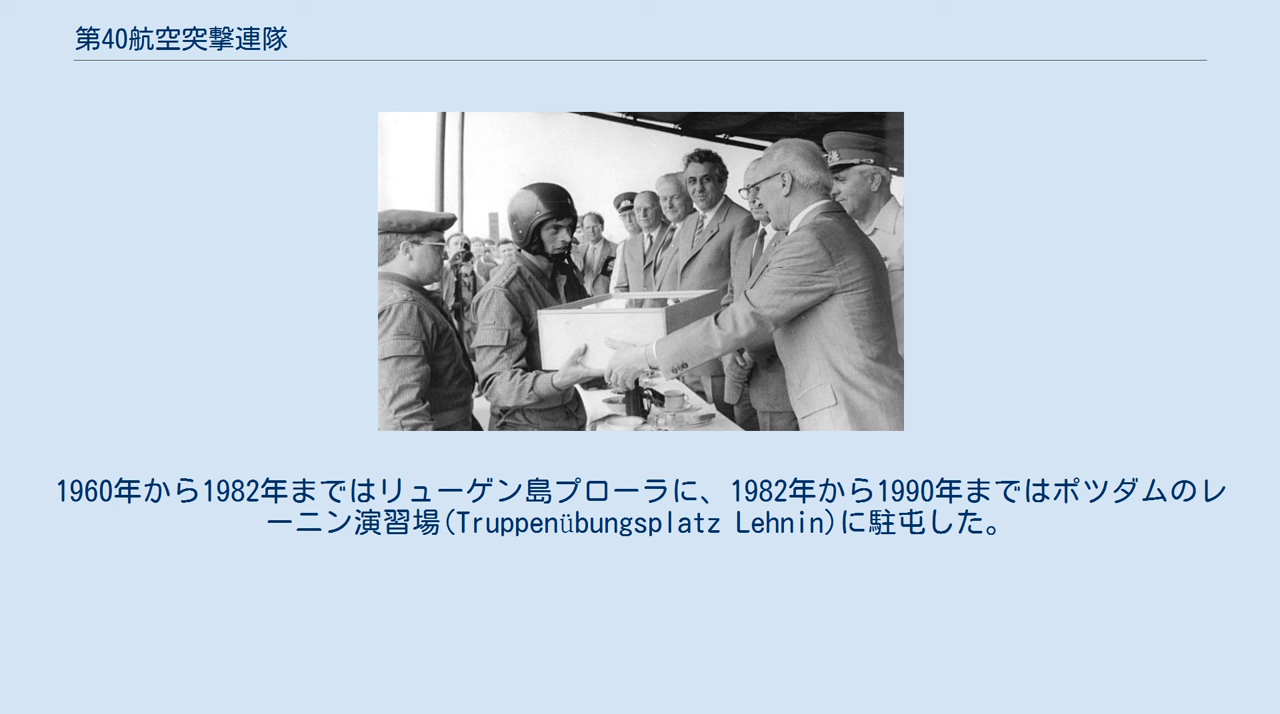 第40航空突撃連隊
1960年から1982年まではリューゲン島プローラに、1982年から1990年まではポツダムのレ
ーニン演習場(Truppenübungsplatz Lehnin)に駐屯した。